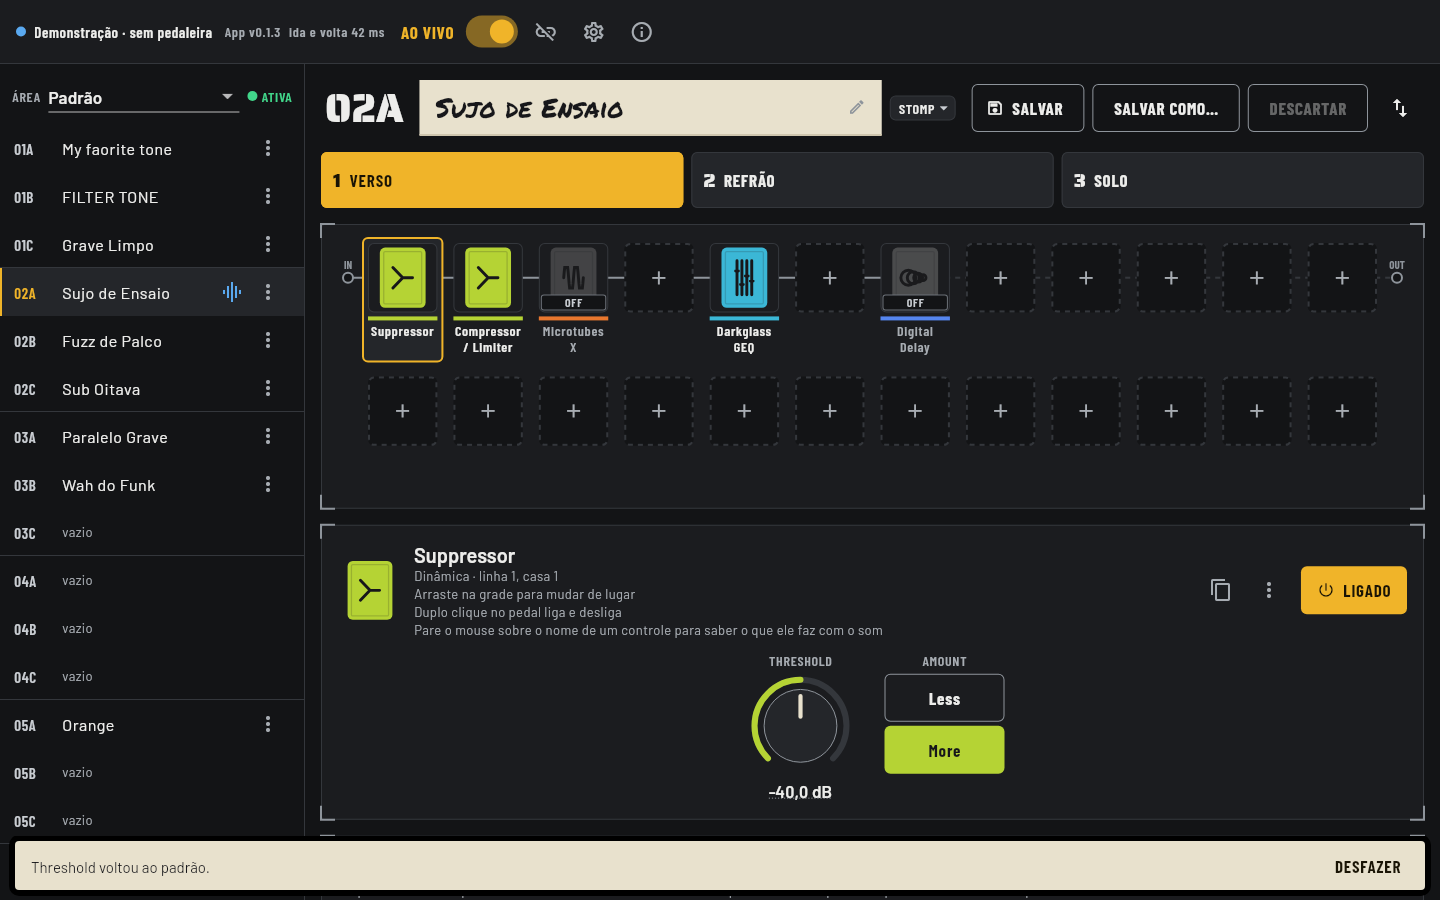 Demonstração · sem pedaleira App v0.1.3 Ida e volta 42 ms AO VIVO
ÁREA Padrão ATIVA
01A My faorite tone
01B FILTER TONE
01C Grave Limpo
02A Sujo de Ensaio
02B Fuzz de Palco
02C Sub Oitava
03A Paralelo Grave
03B Wah do Funk
03C vazio
04A vazio
04B vazio
04C vazio
05A Orange
05B vazio
05C vazio
02A Sujo de Ensaio STOMP SALVAR SALVAR COMO... DESCARTAR
1 VERSO 2 REFRÃO 3 SOLO
IN OUT
OFF OFF
Suppressor
Compressor
/ Limiter
Microtubes
X
Darkglass
GEQ
Digital
Delay
Suppressor
Dinâmica · linha 1, casa 1
Arraste na grade para mudar de lugar
Duplo clique no pedal liga e desliga
Pare o mouse sobre o nome de um controle para saber o que ele faz com o som
LIGADO
THRESHOLD
-40,0 dB
AMOUNT
Less
More
Threshold voltou ao padrão. DESFAZER